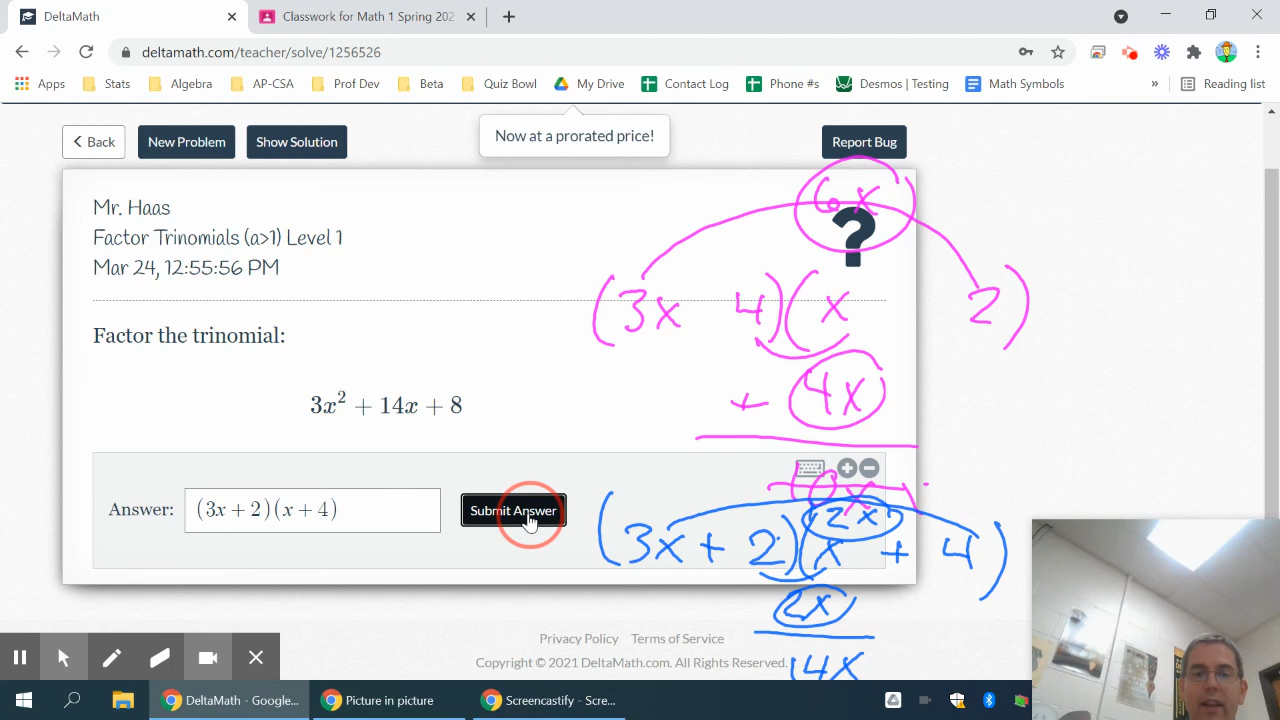 DeltaMath
Classwork for Math 1 Spring 202
deltamath.com/teacher/solve/1256526
Apps Stats Algebra AP-CSA Prof Dev Beta Quiz Bowl My Drive Contact Log Phone #s Desmos | Testing Math Symbols » Reading list
Now at a prorated price!
Back New Problem Show Solution Report Bug
Mr. Haas
Factor Trinomials (a>1) Level 1
Mar 24, 12:55:56 PM
6x
?
(3x 4)(x 2)
Factor the trinomial:
+ 4x
3x² + 14x + 8
10x
Answer: (3x + 2)(x + 4) Submit Answer
12x
(3x + 2)(x + 4)
2x
14x
Privacy Policy Terms of Service
Copyright © 2021 DeltaMath.com. All Rights Reserved.
DeltaMath - Google... Picture in picture Screencastify - Scre...